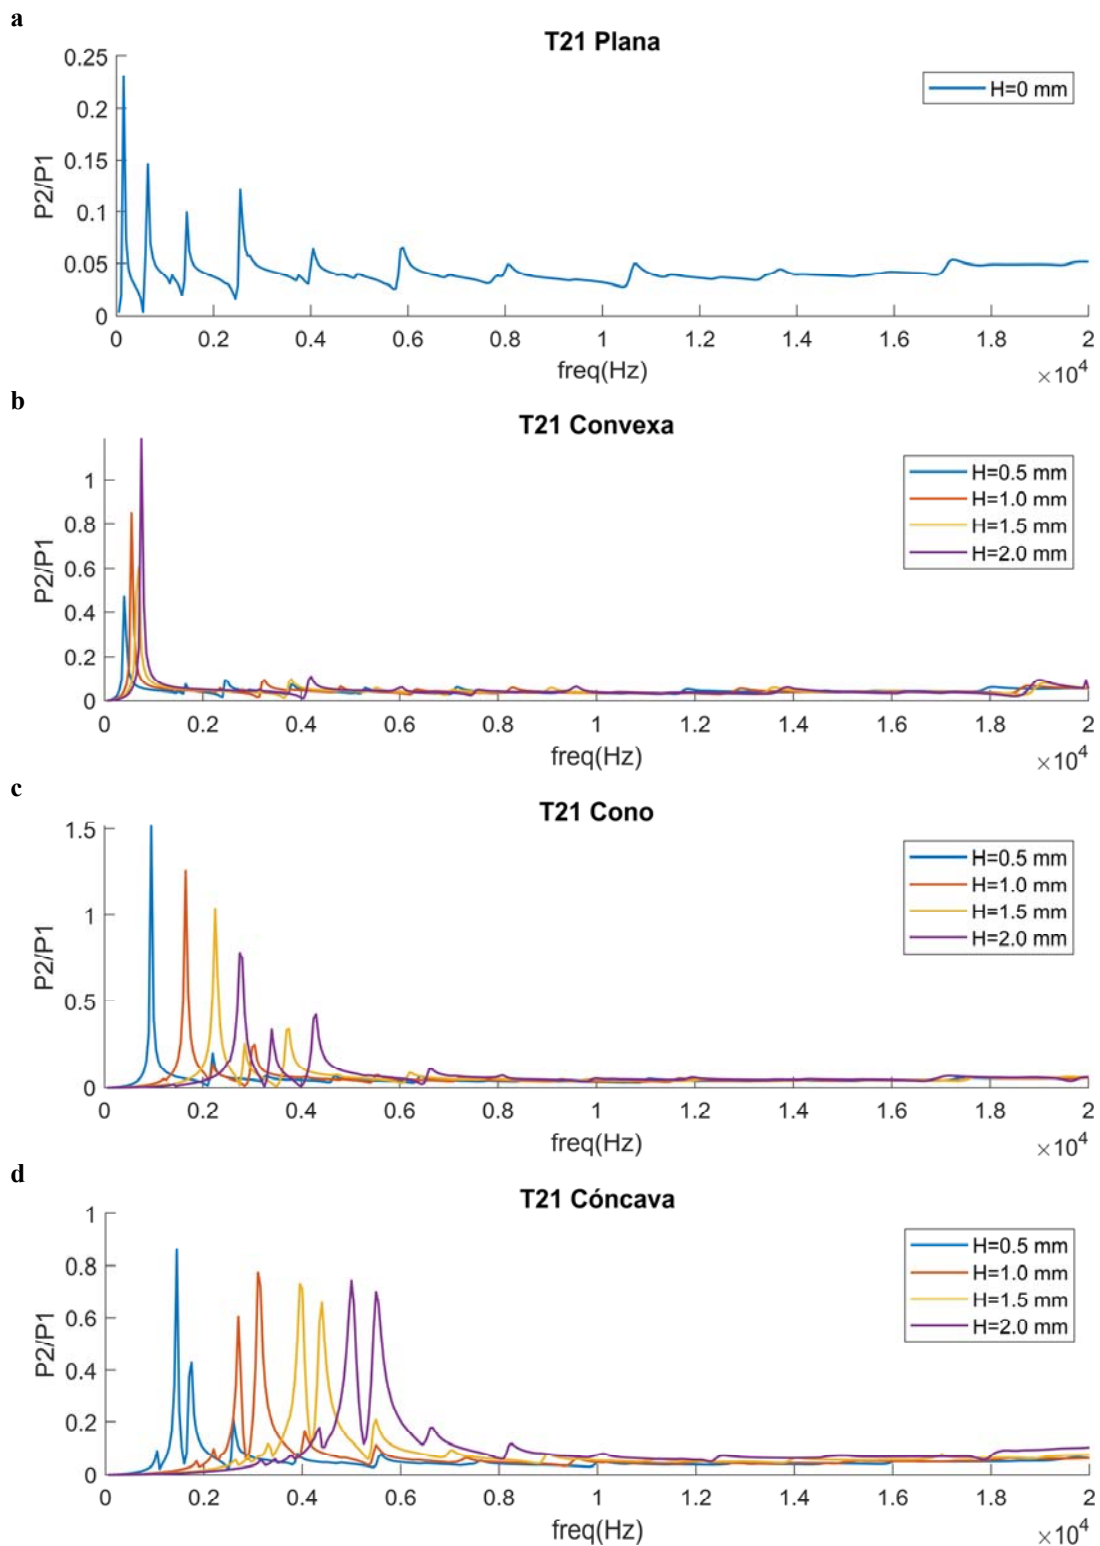 a
T21 Plana
0.25
0.2
0.15
0.1
0.05
0
P2/P1
H=0 mm
0 0.2 0.4 0.6 0.8 1 1.2 1.4 1.6 1.8 2
freq(Hz)
×10⁴
b
T21 Convexa
1
0.8
0.6
0.4
0.2
0
P2/P1
H=0.5 mm
H=1.0 mm
H=1.5 mm
H=2.0 mm
0 0.2 0.4 0.6 0.8 1 1.2 1.4 1.6 1.8 2
freq(Hz)
×10⁴
c
T21 Cono
1.5
1
0.5
0
P2/P1
H=0.5 mm
H=1.0 mm
H=1.5 mm
H=2.0 mm
0 0.2 0.4 0.6 0.8 1 1.2 1.4 1.6 1.8 2
freq(Hz)
×10⁴
d
T21 Cóncava
1
0.8
0.6
0.4
0.2
0
P2/P1
H=0.5 mm
H=1.0 mm
H=1.5 mm
H=2.0 mm
0 0.2 0.4 0.6 0.8 1 1.2 1.4 1.6 1.8 2
freq(Hz)
×10⁴